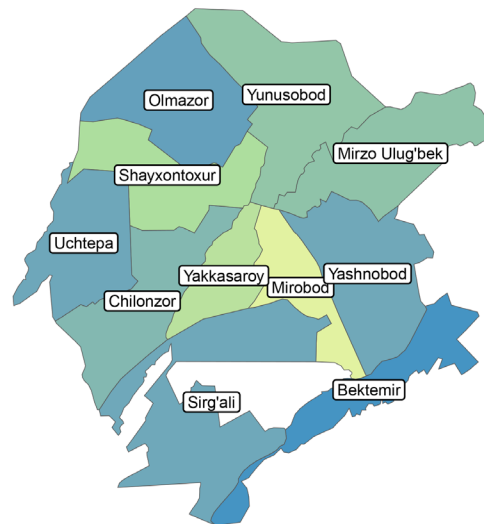 Olmazor
Yunusobod
Mirzo Ulug'bek
Shayxontoxur
Uchtepa
Yakkasaroy
Yashnobod
Mirobod
Chilonzor
Bektemir
Sirg'ali